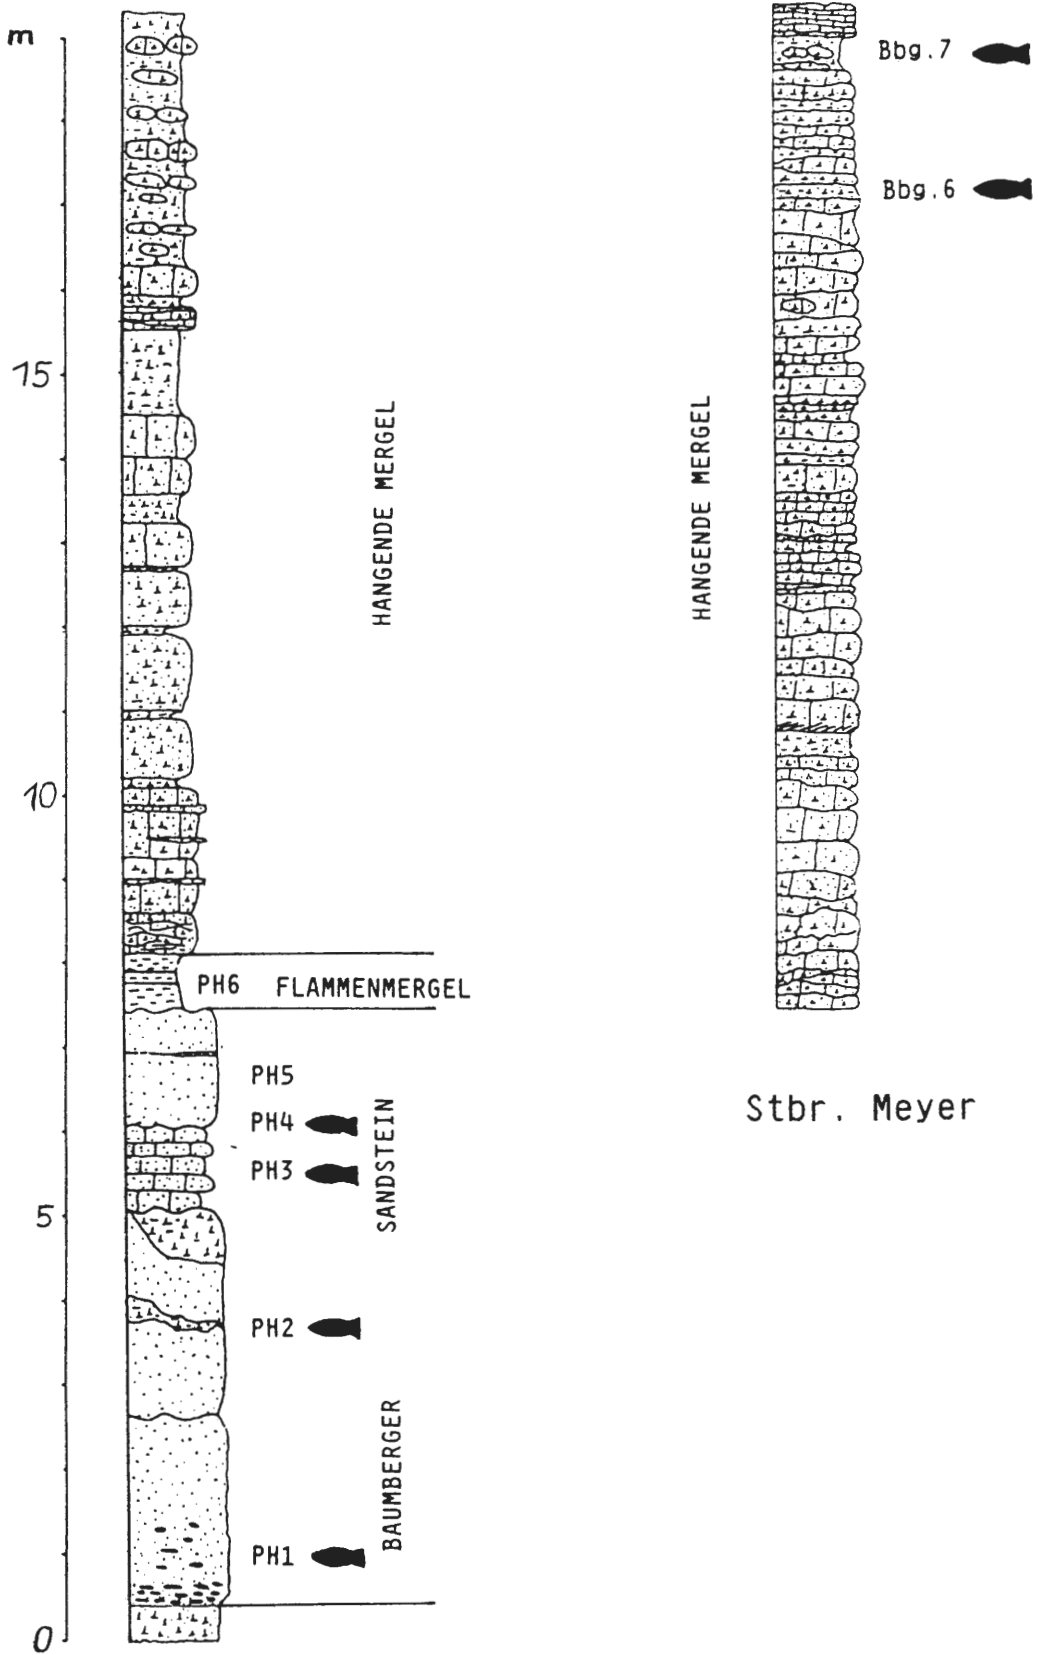 m
15
10
5
0
HANGENDE MERGEL
PH6 FLAMMENMERGEL
PH5
PH4
PH3
PH2
PH1
BAUMBERGER SANDSTEIN
HANGENDE MERGEL
Bbg.7
Bbg.6
Stbr. Meyer